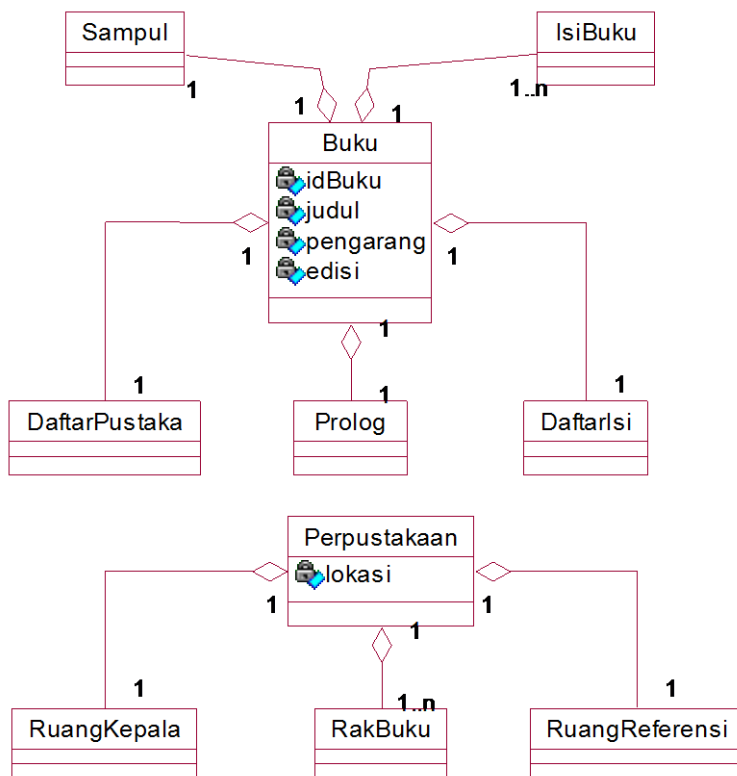 Sampul
IsiBuku
1
1..n
1
1
Buku
idBuku
judul
pengarang
edisi
1
1
1
1
1
1
DaftarPustaka
Prolog
DaftarIsi
Perpustakaan
lokasi
1
1
1
1
1..n
1
RuangKepala
RakBuku
RuangReferensi